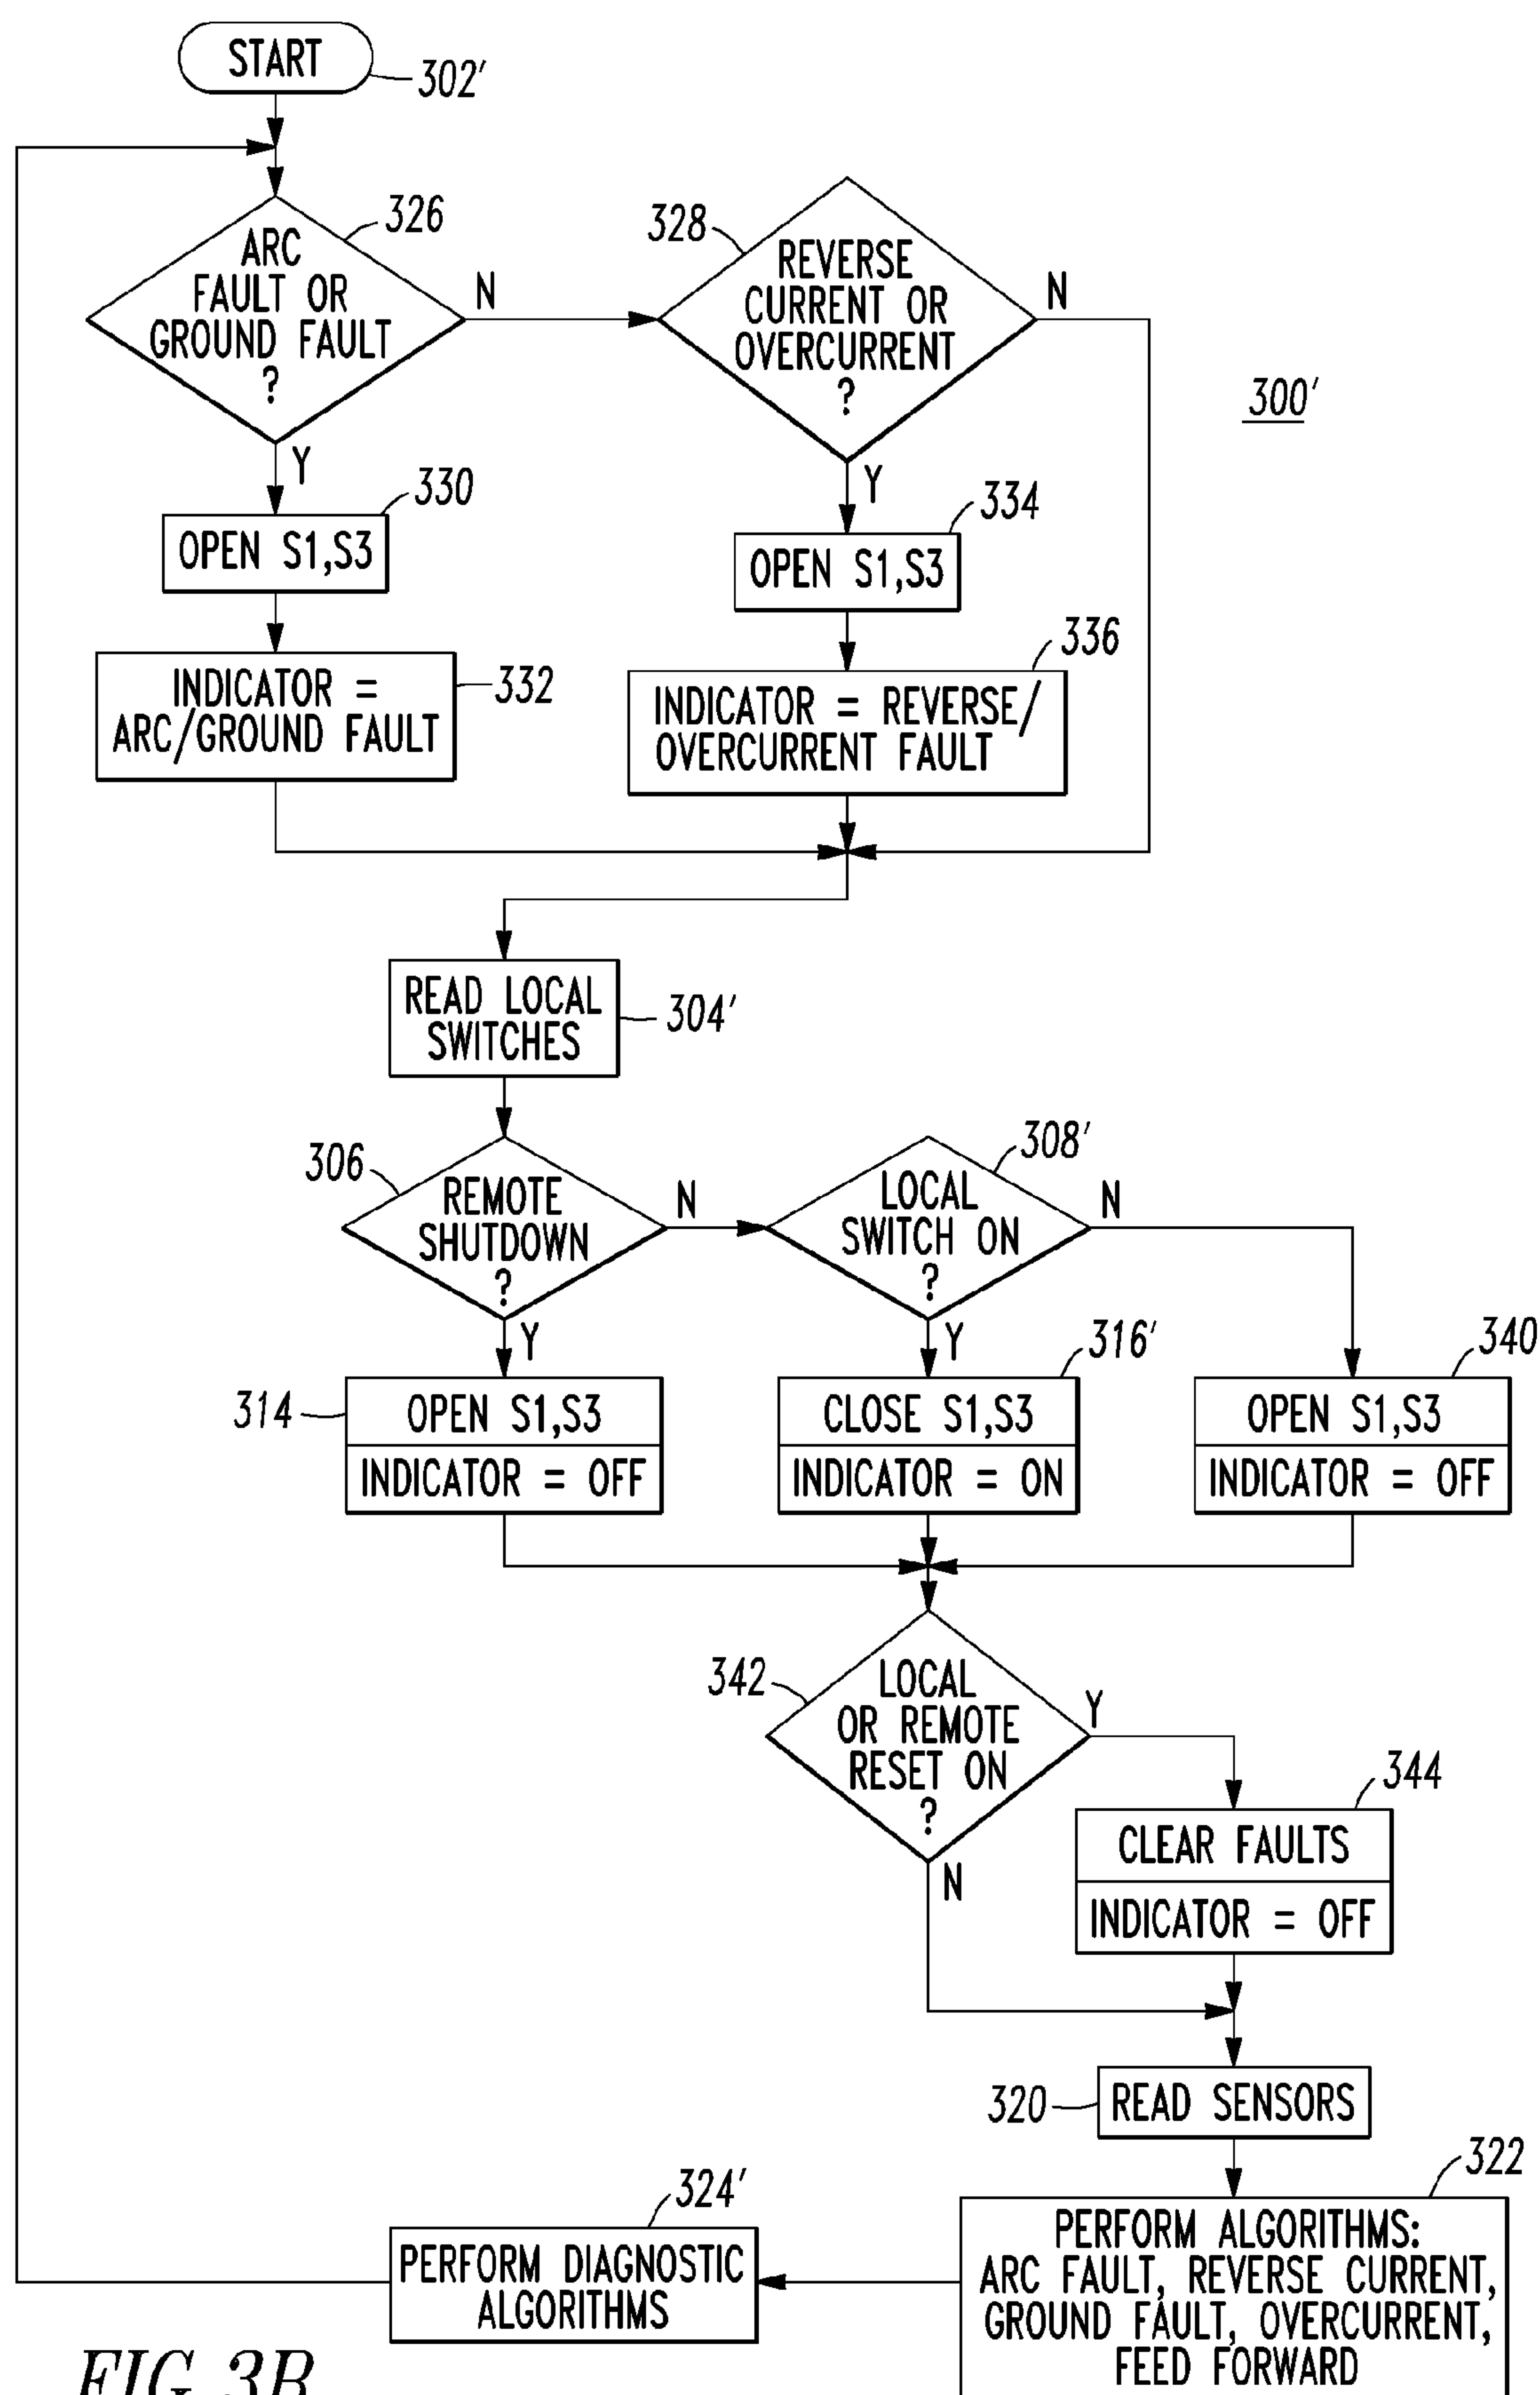 START
302'
326
ARC
FAULT OR
GROUND FAULT
?
N
Y
328
REVERSE
CURRENT OR
OVERCURRENT
?
N
Y
300'
330
OPEN S1,S3
334
OPEN S1,S3
INDICATOR =
ARC/GROUND FAULT
332
336
INDICATOR = REVERSE/
OVERCURRENT FAULT
READ LOCAL
SWITCHES
304'
306
REMOTE
SHUTDOWN
?
N
Y
308'
LOCAL
SWITCH ON
?
N
Y
314
OPEN S1,S3
INDICATOR = OFF
316'
CLOSE S1,S3
INDICATOR = ON
340
OPEN S1,S3
INDICATOR = OFF
342
LOCAL
OR REMOTE
RESET ON
?
Y
N
344
CLEAR FAULTS
INDICATOR = OFF
320
READ SENSORS
322
PERFORM ALGORITHMS:
ARC FAULT, REVERSE CURRENT,
GROUND FAULT, OVERCURRENT,
FEED FORWARD
324'
PERFORM DIAGNOSTIC
ALGORITHMS
FIG. 3B